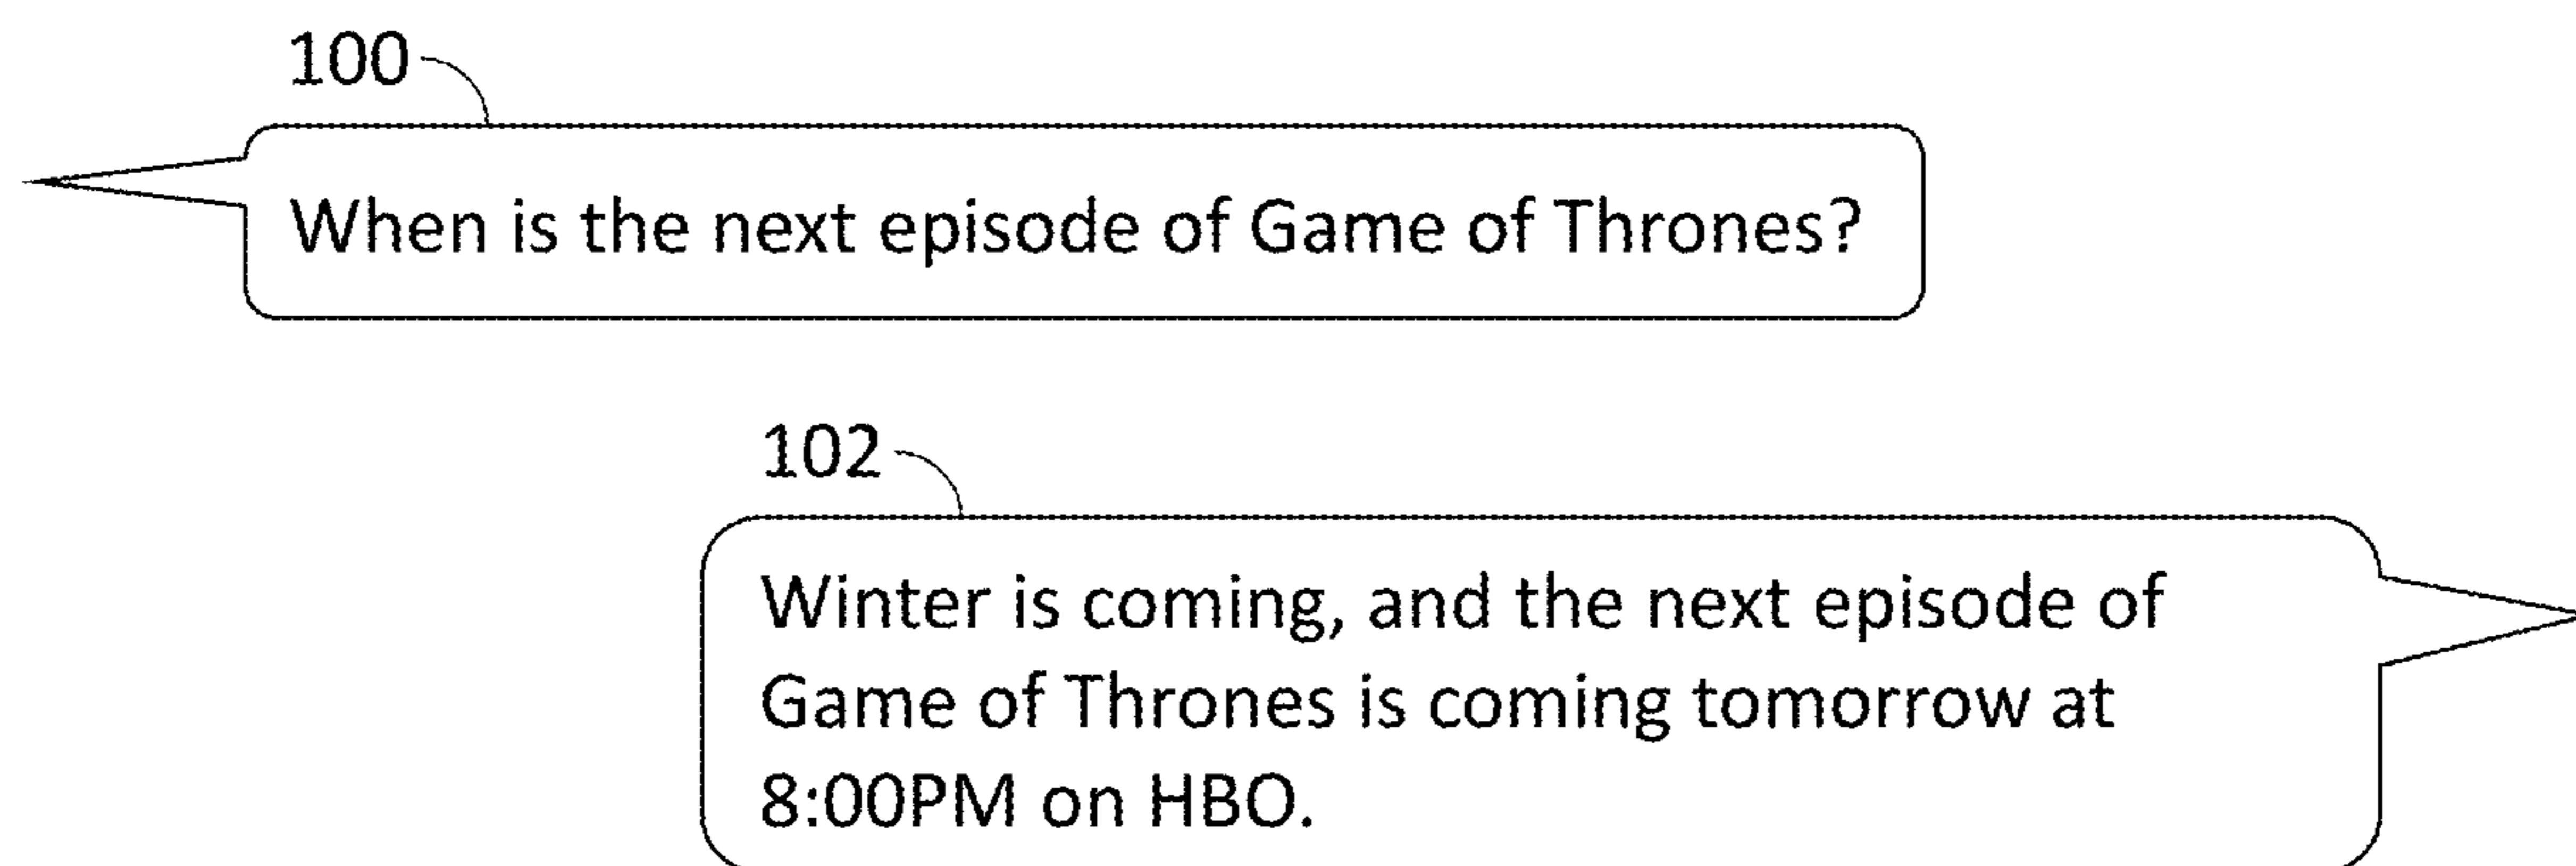 100
When is the next episode of Game of Thrones?
102
Winter is coming, and the next episode of
Game of Thrones is coming tomorrow at
8:00PM on HBO.